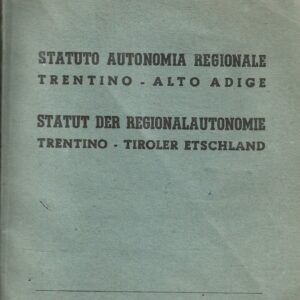 STATUTO AUTONOMIA REGIONALE
TRENTINO - ALTO ADIGE
STATUT DER REGIONALAUTONOMIE
TRENTINO - TIROLER ETSCHLAND